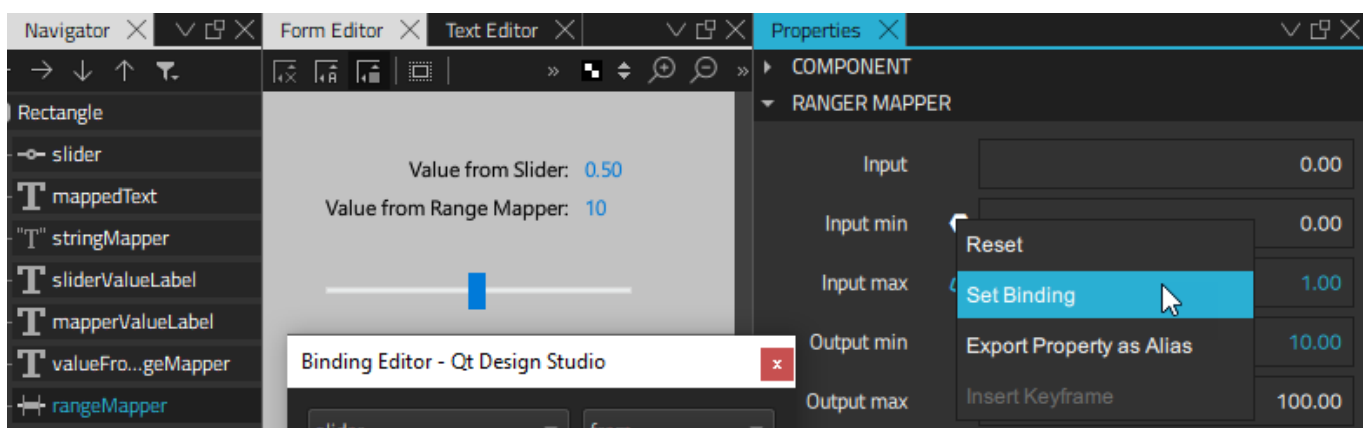 Navigator
Form Editor
Text Editor
Properties
COMPONENT
RANGER MAPPER
Rectangle
slider
mappedText
"T" stringMapper
sliderValueLabel
mapperValueLabel
valueFro...geMapper
rangeMapper
Value from Slider: 0.50
Value from Range Mapper: 10
Binding Editor - Qt Design Studio
Input 0.00
Input min 0.00
Input max 1.00
Output min 10.00
Output max 100.00
Reset
Set Binding
Export Property as Alias
Insert Keyframe